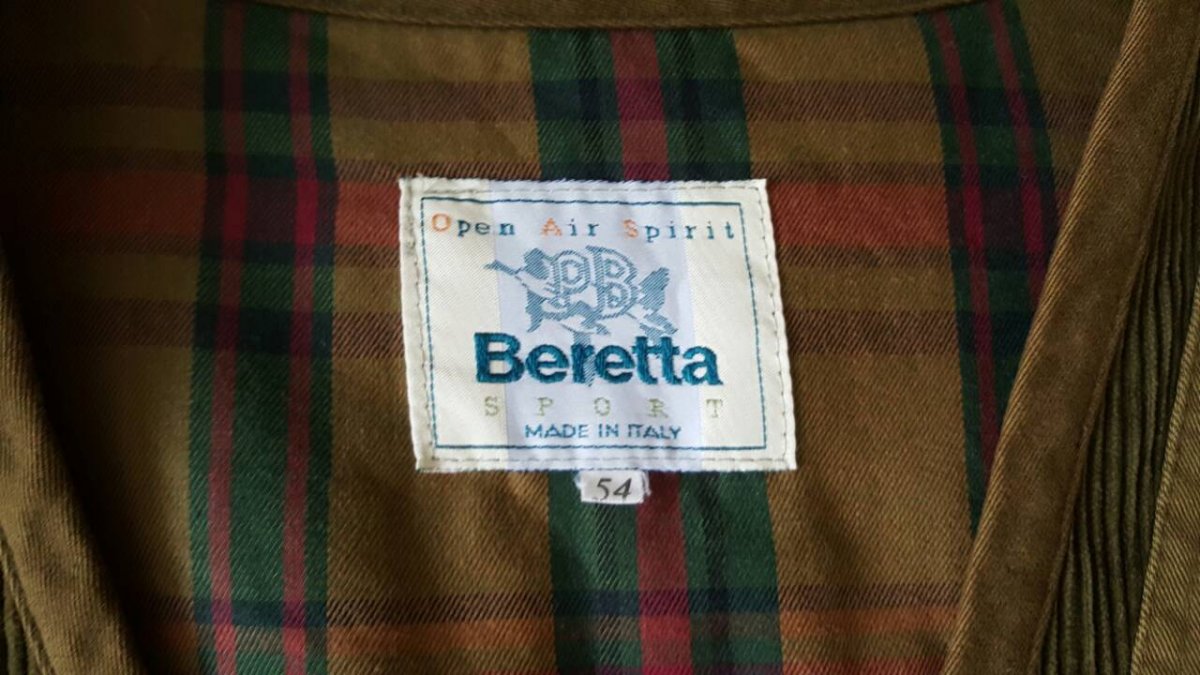 Open Air Spirit
PB
Beretta
SPORT
MADE IN ITALY
54